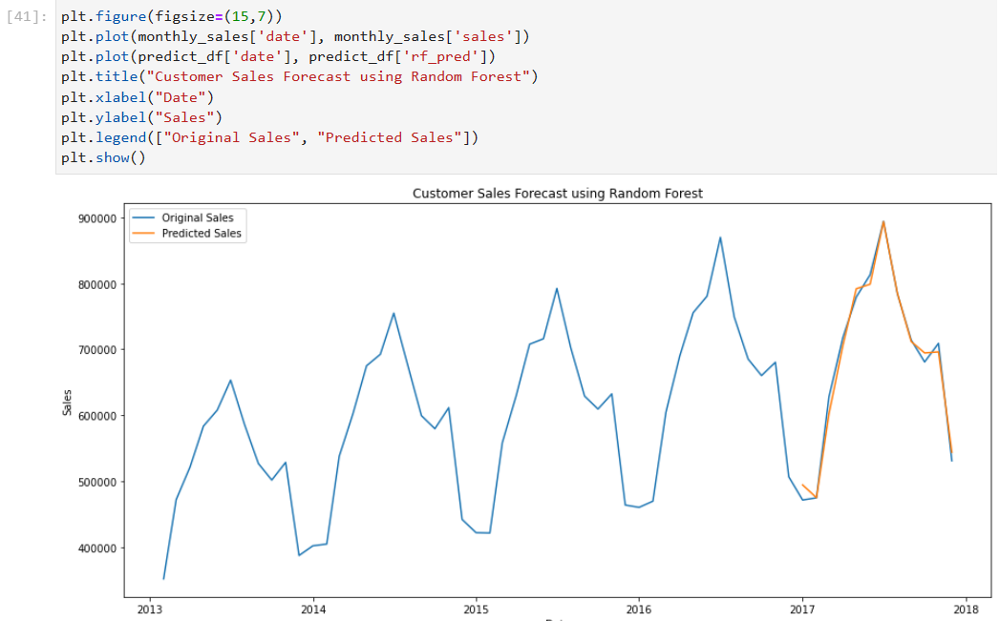 [41]: plt.figure(figsize=(15,7))
plt.plot(monthly_sales['date'], monthly_sales['sales'])
plt.plot(predict_df['date'], predict_df['rf_pred'])
plt.title("Customer Sales Forecast using Random Forest")
plt.xlabel("Date")
plt.ylabel("Sales")
plt.legend(["Original Sales", "Predicted Sales"])
plt.show()
Customer Sales Forecast using Random Forest
Original Sales
Predicted Sales
900000
800000
700000
600000
500000
400000
Sales
2013 2014 2015 2016 2017 2018